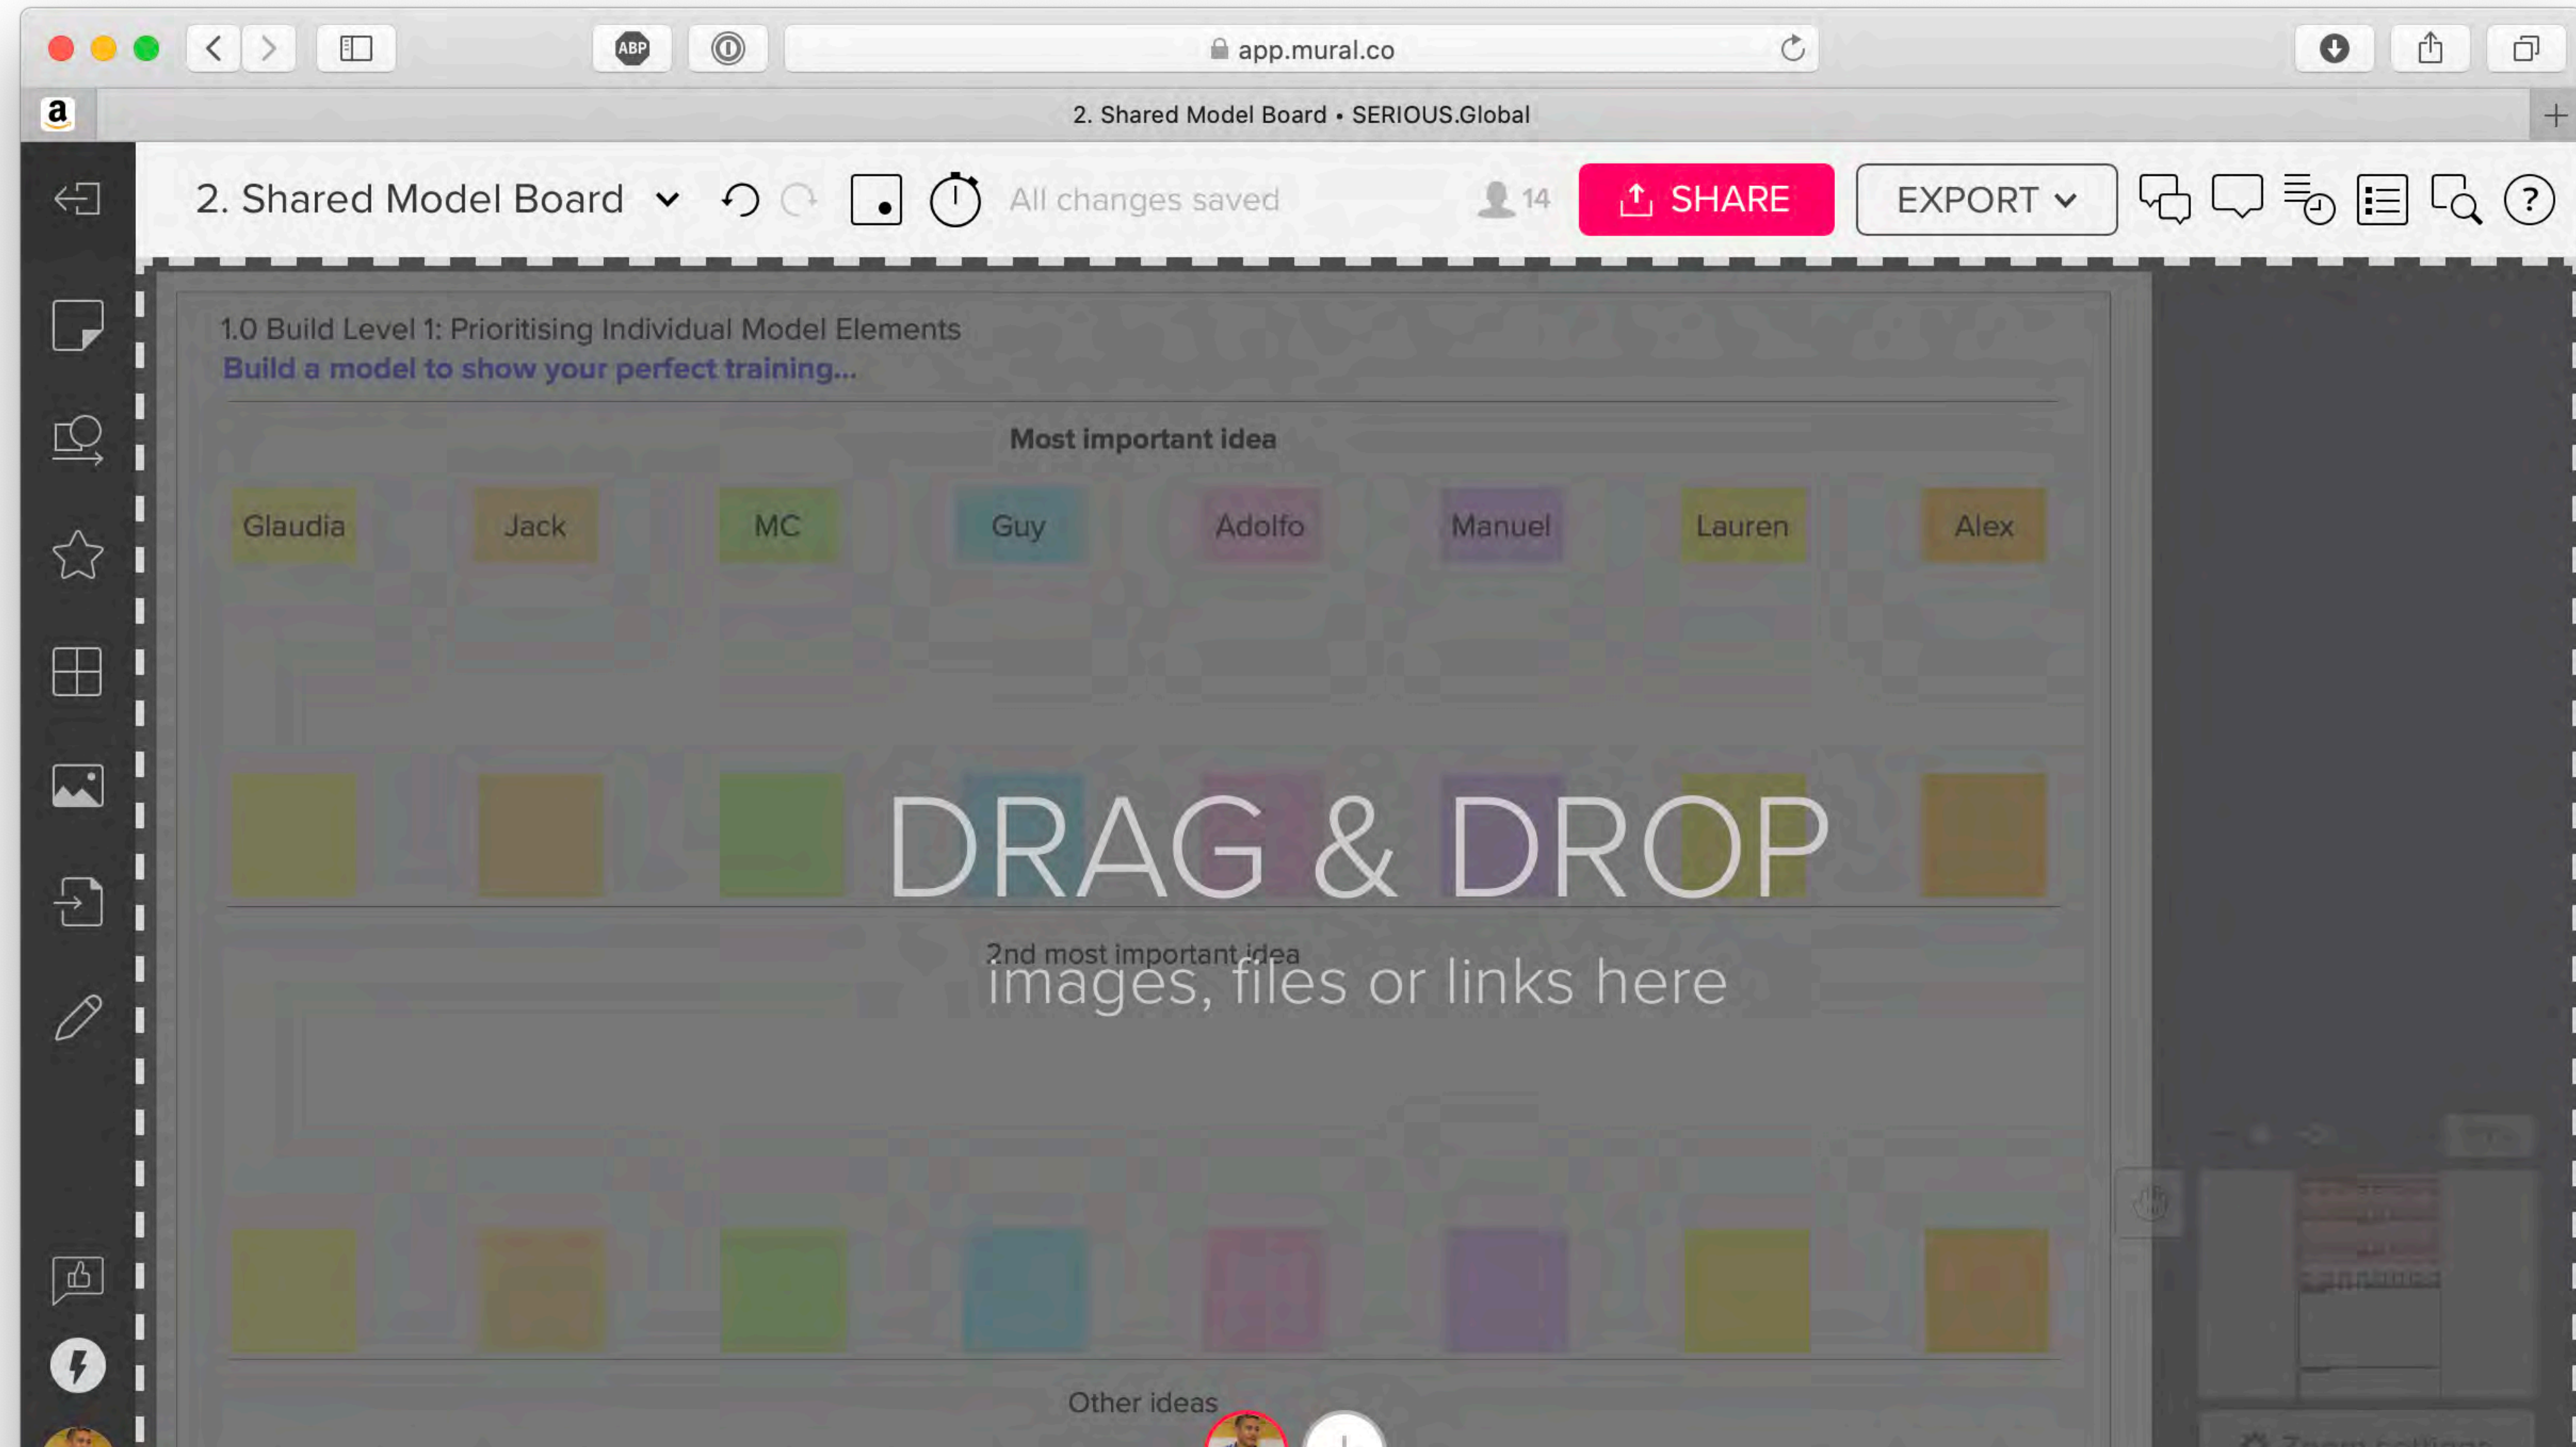 ABP
app.mural.co
a
2. Shared Model Board • SERIOUS.Global
2. Shared Model Board
All changes saved
14
SHARE
EXPORT
?
1.0 Build Level 1: Prioritising Individual Model Elements
Build a model to show your perfect training...
Most important idea
Glaudia
Jack
MC
Guy
Adolfo
Manuel
Lauren
Alex
DRAG & DROP
2nd most important idea
images, files or links here
Other ideas
Zoom settings